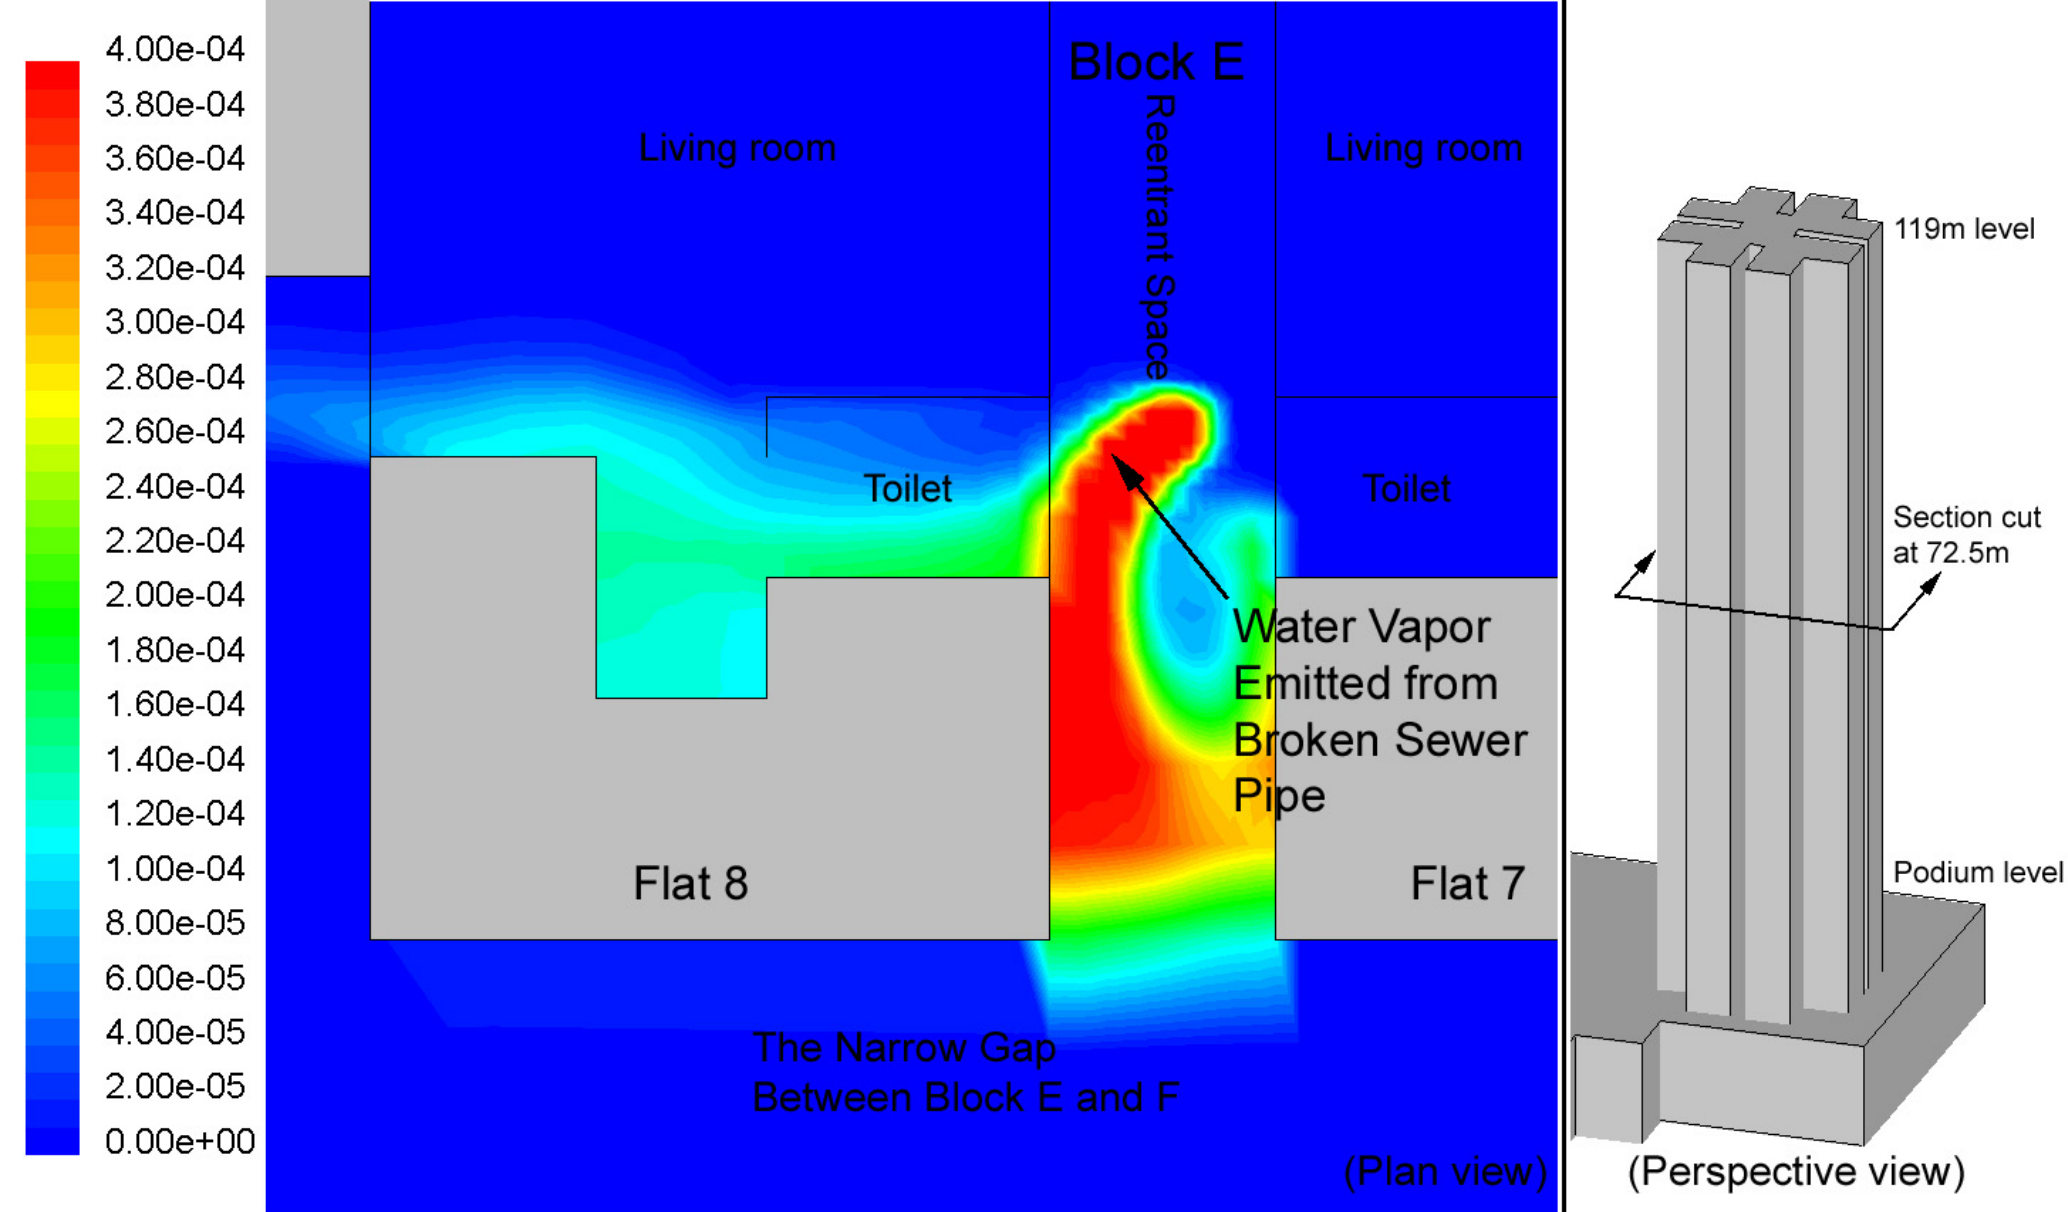 4.00e-04
3.80e-04
3.60e-04
3.40e-04
3.20e-04
3.00e-04
2.80e-04
2.60e-04
2.40e-04
2.20e-04
2.00e-04
1.80e-04
1.60e-04
1.40e-04
1.20e-04
1.00e-04
8.00e-05
6.00e-05
4.00e-05
2.00e-05
0.00e+00
Block E
Reentrant Space
Living room
Living room
Toilet
Toilet
Water Vapor
Emitted from
Broken Sewer
Pipe
Flat 8
Flat 7
The Narrow Gap
Between Block E and F
(Plan view)
119m level
Section cut
at 72.5m
Podium level
(Perspective view)